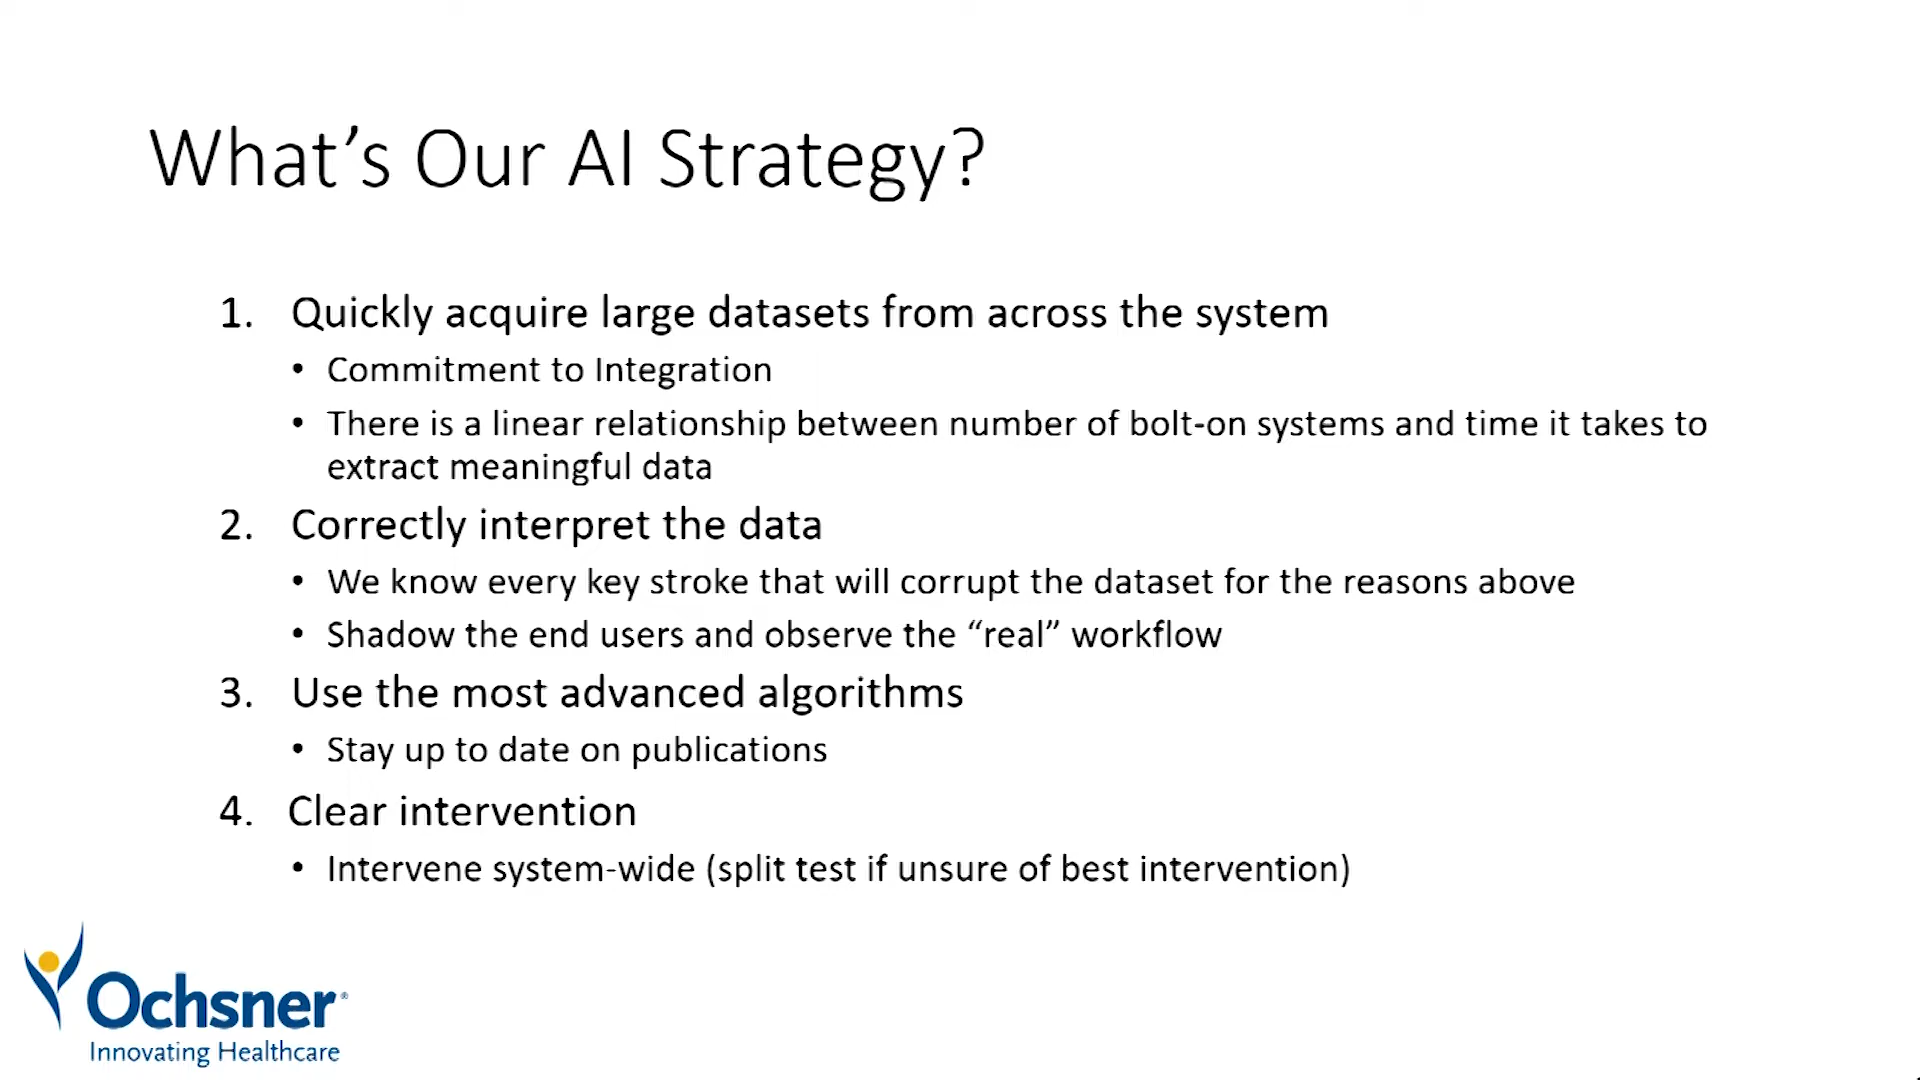 What’s Our AI Strategy?
1. Quickly acquire large datasets from across the system
• Commitment to Integration
• There is a linear relationship between number of bolt-on systems and time it takes to
extract meaningful data
2. Correctly interpret the data
• We know every key stroke that will corrupt the dataset for the reasons above
• Shadow the end users and observe the “real” workflow
3. Use the most advanced algorithms
• Stay up to date on publications
4. Clear intervention
• Intervene system-wide (split test if unsure of best intervention)
Ochsner®
Innovating Healthcare